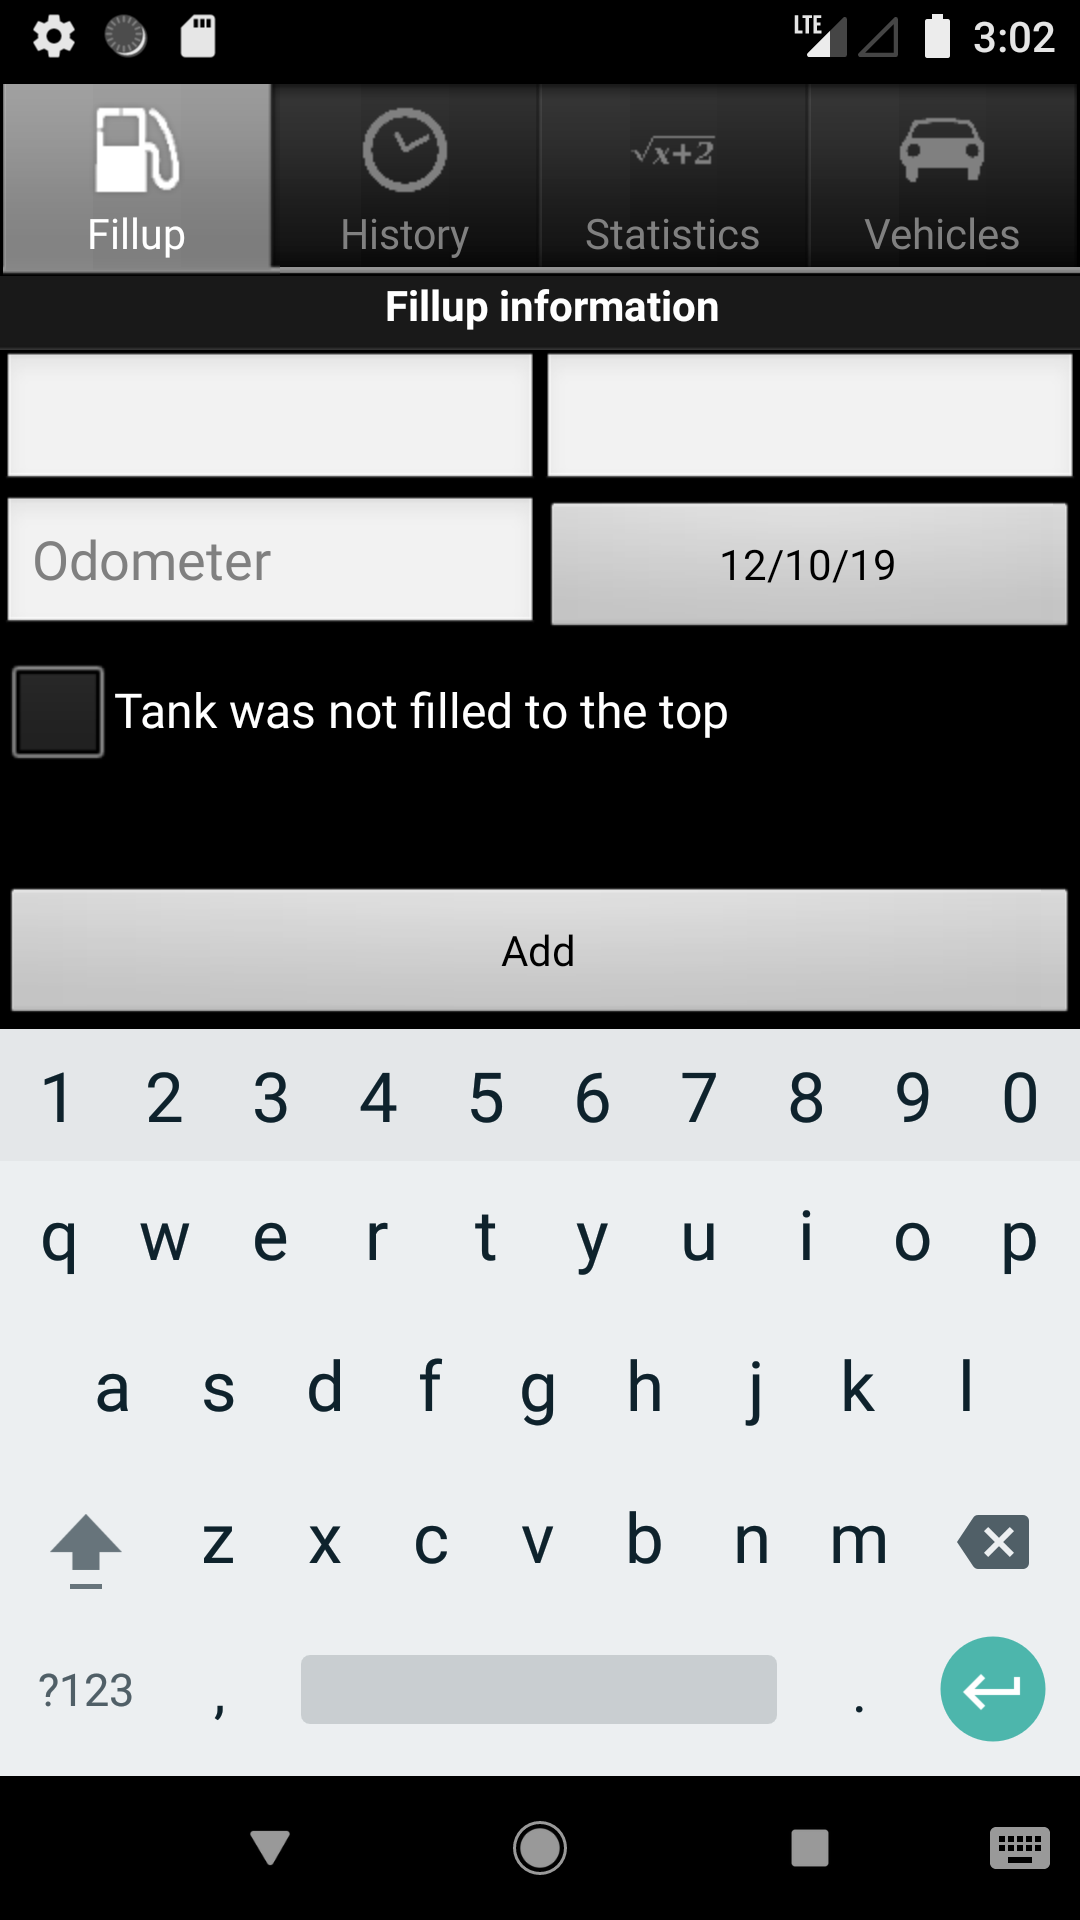 LTE 3:02
√x+2
Fillup History Statistics Vehicles
Fillup information
Odometer 12/10/19
Tank was not filled to the top
Add
1 2 3 4 5 6 7 8 9 0
q w e r t y u i o p
a s d f g h j k l
z x c v b n m
?123 , .